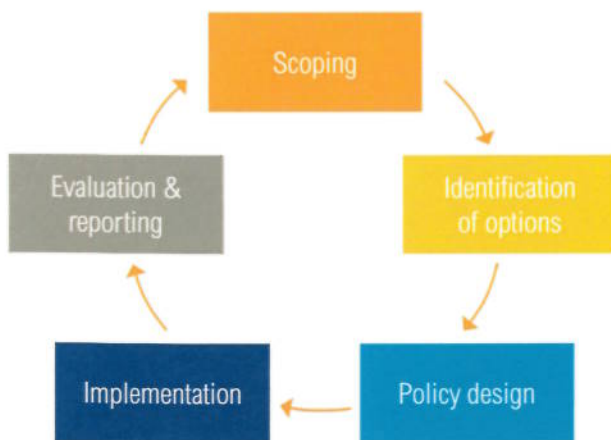 Scoping
Identification
of options
Policy design
Implementation
Evaluation &
reporting